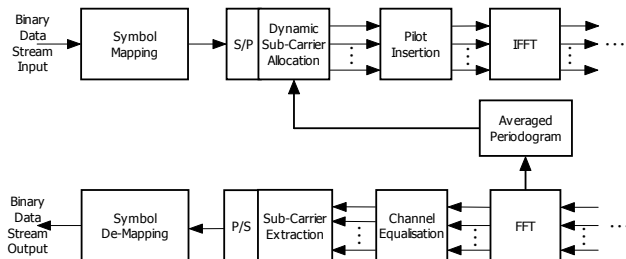 Binary
Data
Stream
Input
Symbol
Mapping
S/P
Dynamic
Sub-Carrier
Allocation
Pilot
Insertion
IFFT
Averaged
Periodogram
Binary
Data
Stream
Output
Symbol
De-Mapping
P/S
Sub-Carrier
Extraction
Channel
Equalisation
FFT